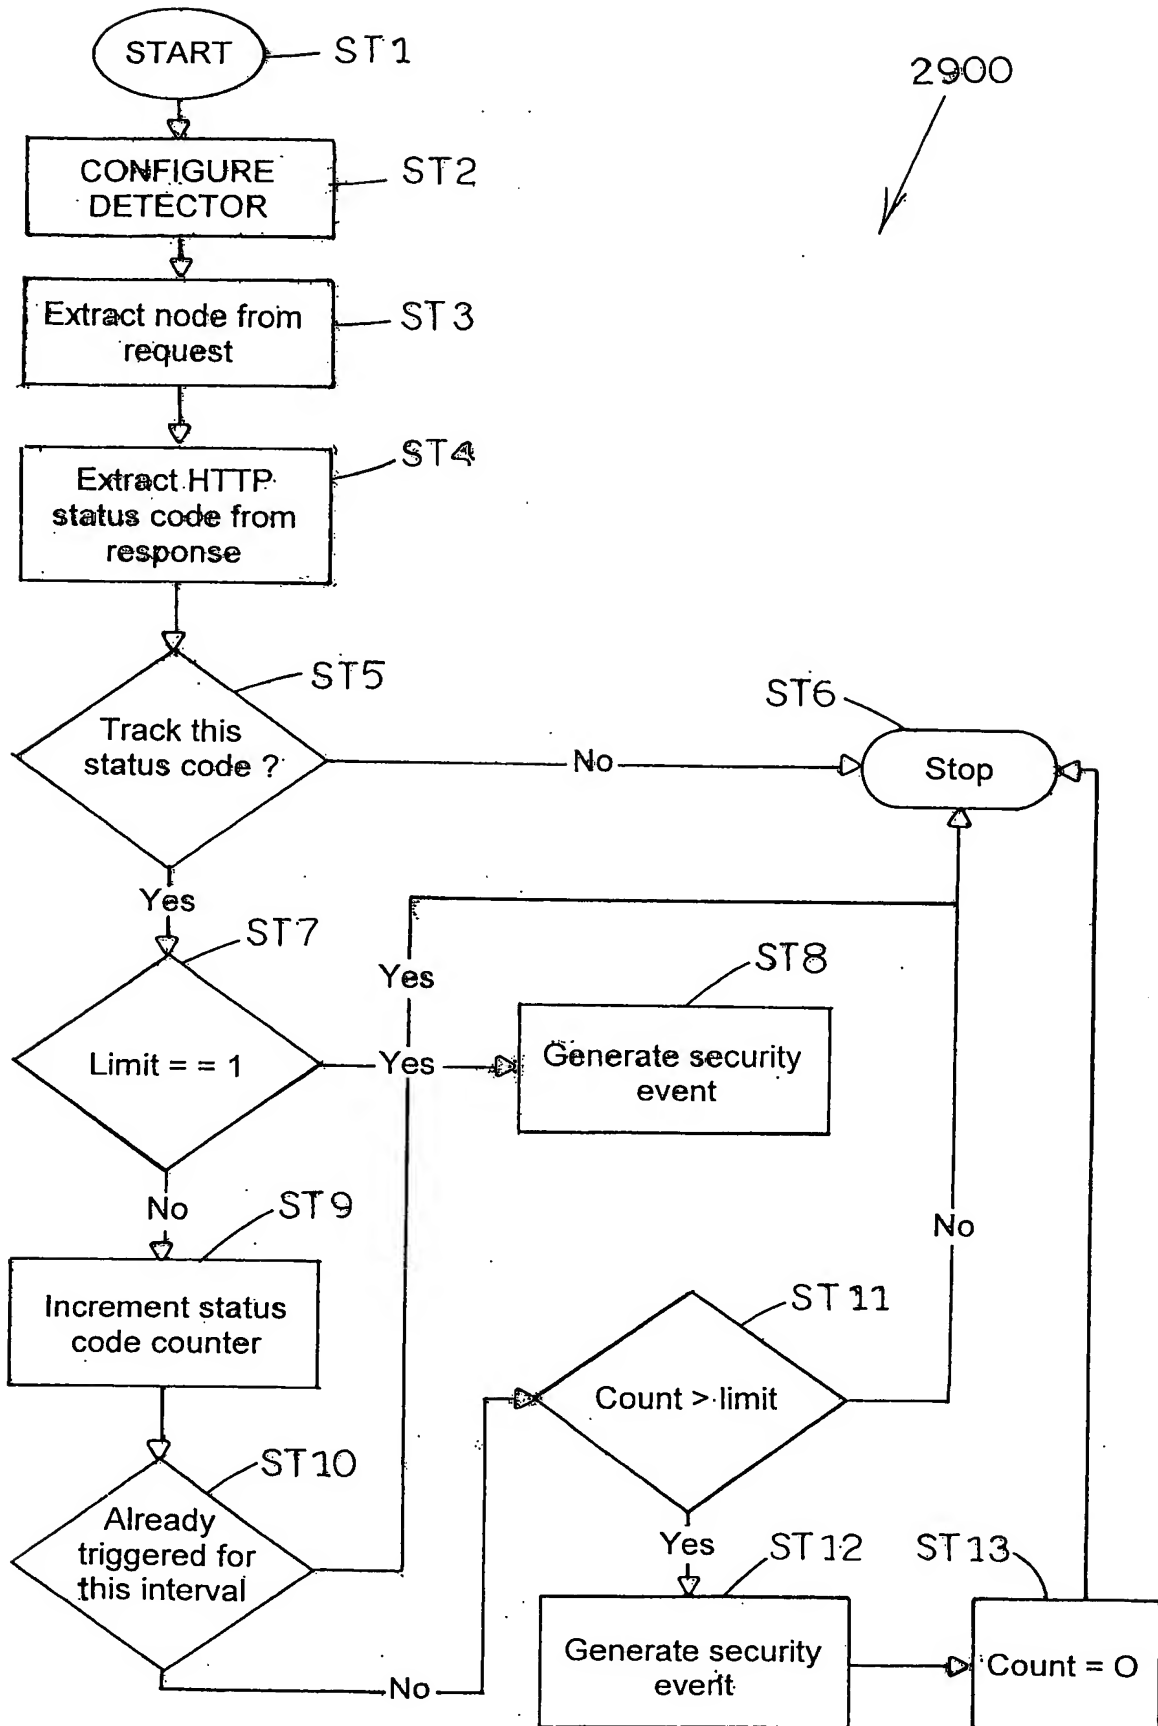 START
ST1
2900
CONFIGURE
DETECTOR
ST2
Extract node from
request
ST3
Extract HTTP
status code from
response
ST4
Track this
status code ?
ST5
No
ST6
Stop
Yes
ST7
Limit = = 1
Yes
Yes
ST8
Generate security
event
No
ST9
Increment status
code counter
No
ST10
Already
triggered for
this interval
ST11
Count > limit
No
Yes
ST12
Generate security
event
ST13
Count = O